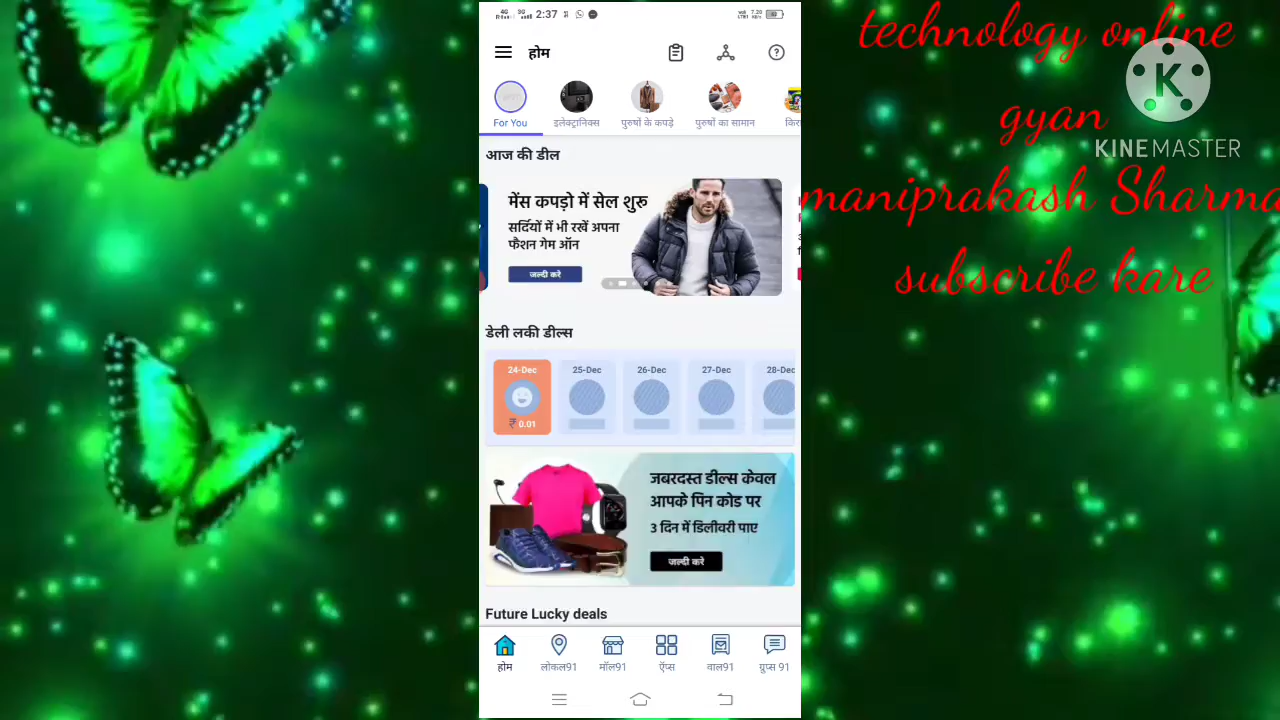 technology online
gyan
maniprakash Sharma
subscribe kare
K
KINEMASTER
2:37
होम
For You
इलेक्ट्रानिक्स
पुरुषों के कपड़े
पुरुषों का सामान
आज की डील
मेंस कपड़ो में सेल शुरू
सर्दियों में भी रखें अपना
फैशन गेम ऑन
जल्दी करे
डेली लकी डील्स
24-Dec
25-Dec
26-Dec
27-Dec
28-Dec
₹ 0.01
जबरदस्त डील्स केवल
आपके पिन कोड पर
3 दिन में डिलीवरी पाए
जल्दी करे
Future Lucky deals
होम
लोकल91
मॉल91
ऍप्स
वाल91
ग्रुप्स 91